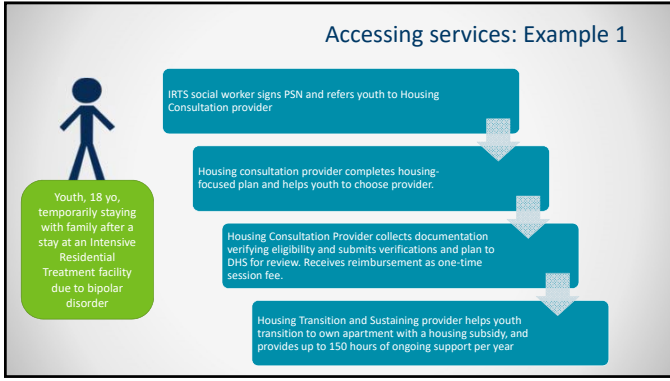 Accessing services: Example 1
IRTS social worker signs PSN and refers youth to Housing
Consultation provider
Housing consultation provider completes housing-
focused plan and helps youth to choose provider.
Youth, 18 yo,
temporarily staying
with family after a
stay at an Intensive
Residential
Treatment facility
due to bipolar
disorder
Housing Consultation Provider collects documentation
verifying eligibility and submits verifications and plan to
DHS for review. Receives reimbursement as one-time
session fee.
Housing Transition and Sustaining provider helps youth
transition to own apartment with a housing subsidy, and
provides up to 150 hours of ongoing support per year